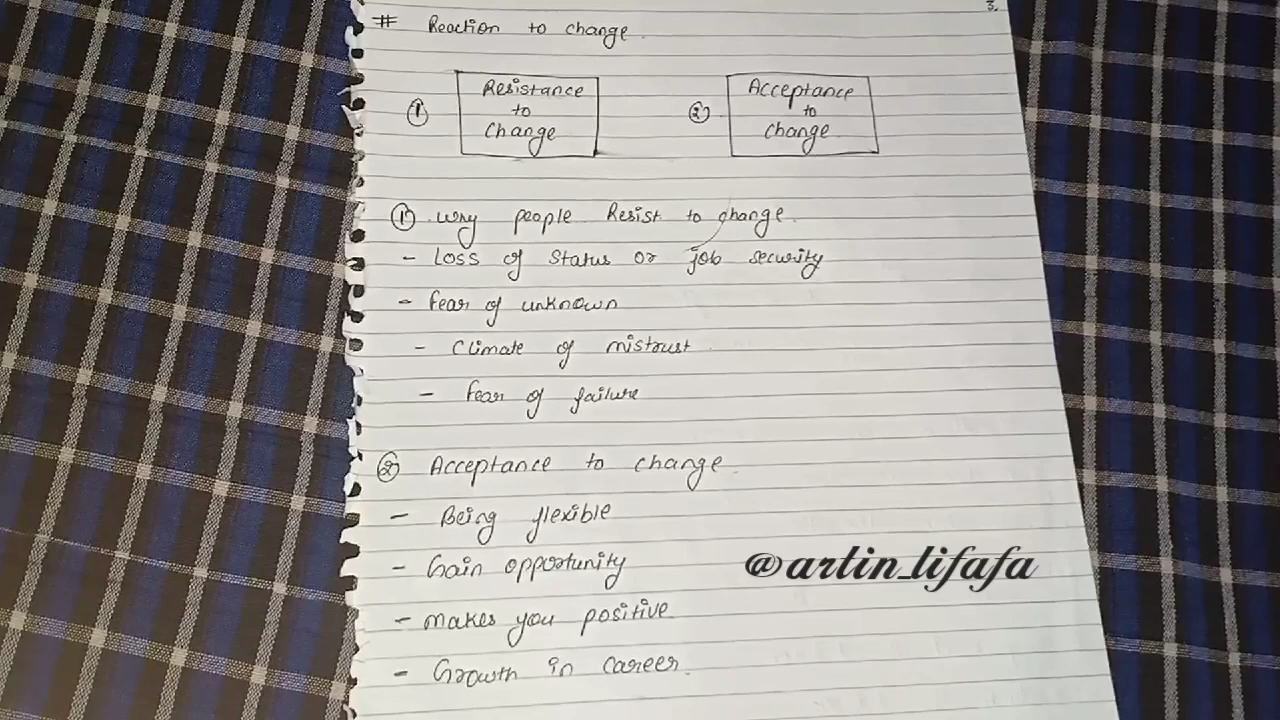 3.
# Reaction to change
① Resistance to Change
② Acceptance to Change
① Why people Resist to change.
- Loss of Status or job security
- Fear of unknown
- Climate of mistrust
- Fear of failure
② Acceptance to change.
- Being flexible
- Gain opportunity
- Makes you positive
- Growth in career.
@artin_lifafa